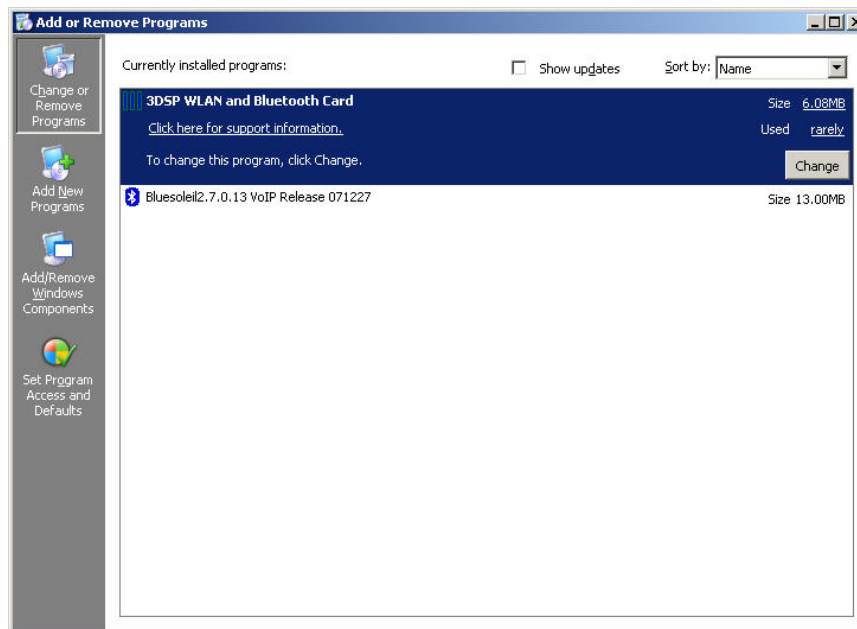 Add or Remove Programs
Change or
Remove
Programs
Add New
Programs
Add/Remove
Windows
Components
Set Program
Access and
Defaults
Currently installed programs:
Show updates
Sort by: Name
3DSP WLAN and Bluetooth Card
Size 6.08MB
Click here for support information.
Used rarely
To change this program, click Change.
Change
Bluesoleil2.7.0.13 VoIP Release 071227
Size 13.00MB